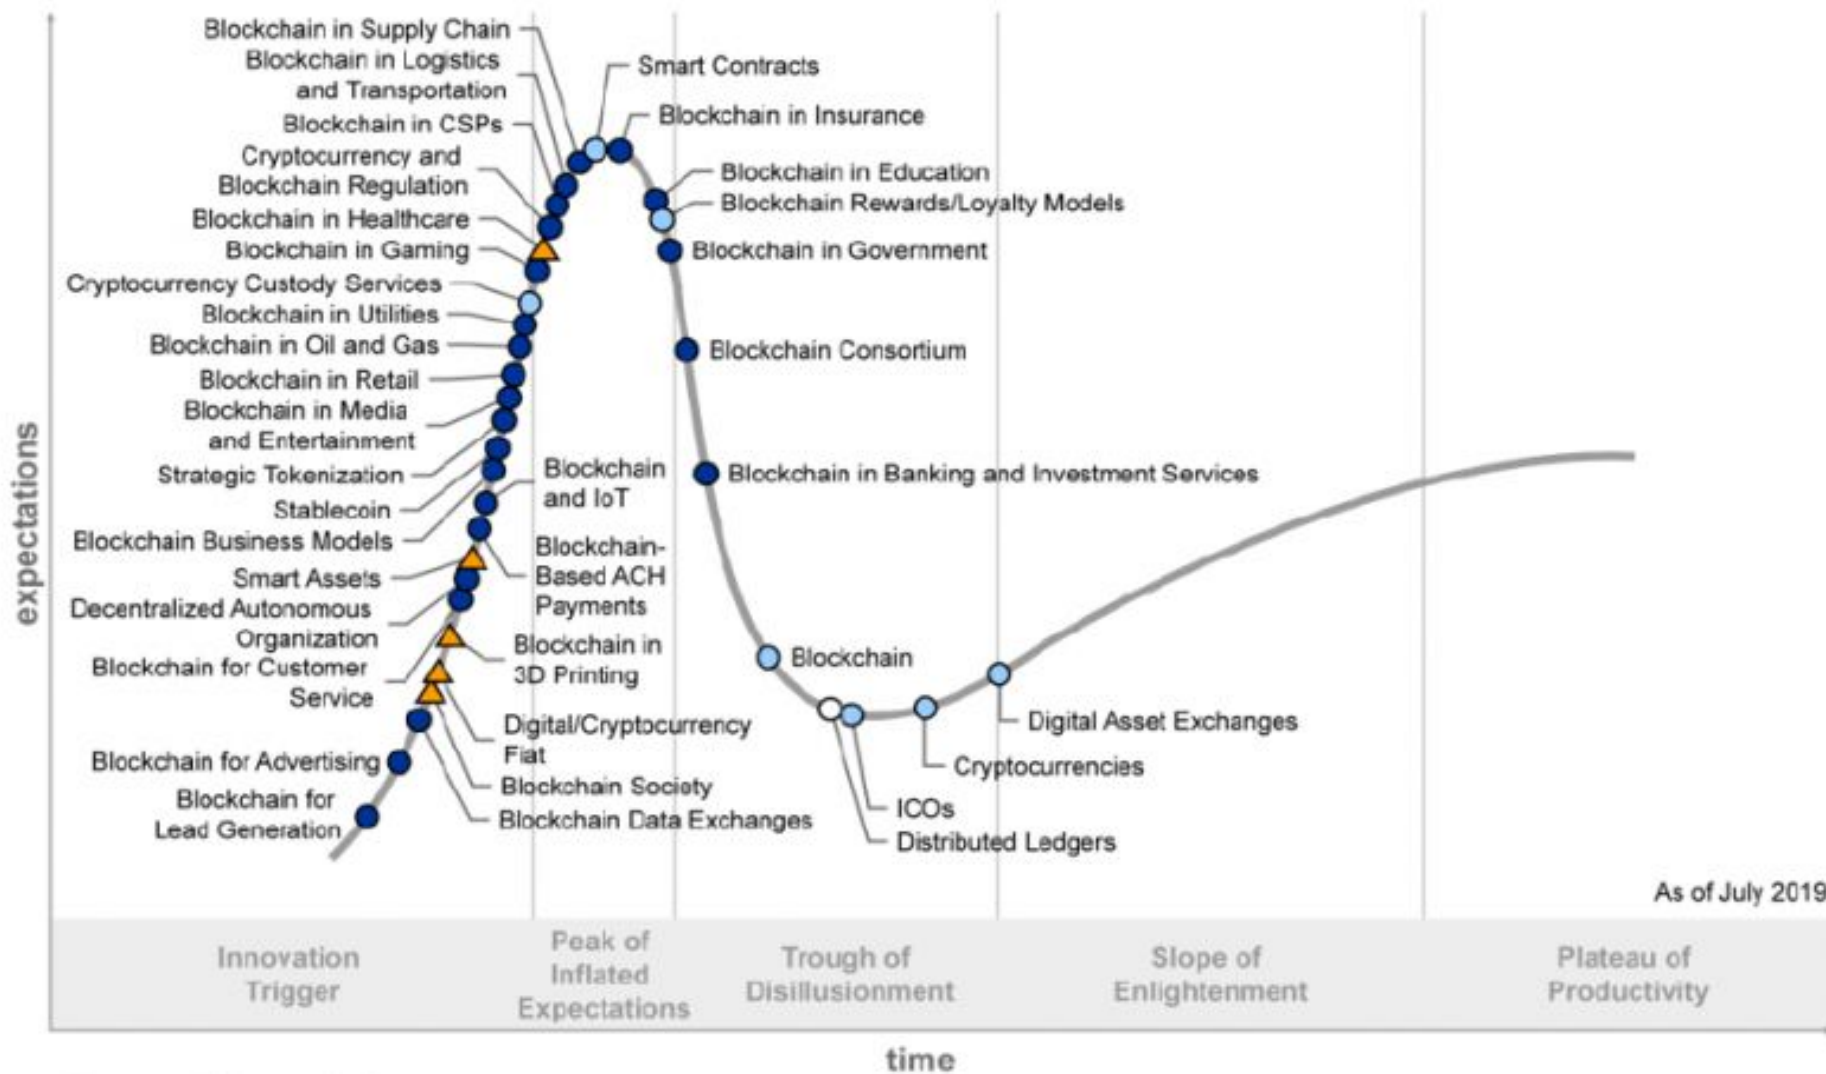 Blockchain in Supply Chain
Blockchain in Logistics
and Transportation
Blockchain in CSPs
Cryptocurrency and
Blockchain Regulation
Blockchain in Healthcare
Blockchain in Gaming
Cryptocurrency Custody Services
Blockchain in Utilities
Blockchain in Oil and Gas
Blockchain in Retail
Blockchain in Media
and Entertainment
Strategic Tokenization
Stablecoin
Blockchain Business Models
Smart Assets
Decentralized Autonomous
Organization
Blockchain for Customer
Service
Blockchain for Advertising
Blockchain for
Lead Generation
Smart Contracts
Blockchain in Insurance
Blockchain in Education
Blockchain Rewards/Loyalty Models
Blockchain in Government
Blockchain Consortium
Blockchain in Banking and Investment Services
Blockchain
and IoT
Blockchain-
Based ACH
Payments
Blockchain in
3D Printing
Digital/Cryptocurrency
Fiat
Blockchain Society
Blockchain Data Exchanges
Blockchain
Digital Asset Exchanges
Cryptocurrencies
ICOs
Distributed Ledgers
As of July 2019
expectations
Innovation
Trigger
Peak of
Inflated
Expectations
Trough of
Disillusionment
Slope of
Enlightenment
Plateau of
Productivity
time